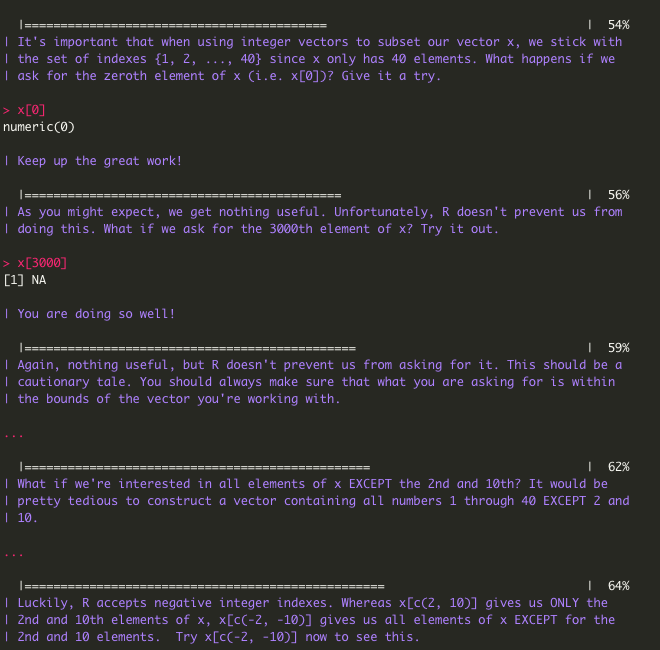 |========================================== | 54%
| It's important that when using integer vectors to subset our vector x, we stick with
| the set of indexes {1, 2, ..., 40} since x only has 40 elements. What happens if we
| ask for the zeroth element of x (i.e. x[0])? Give it a try.
> x[0]
numeric(0)
| Keep up the great work!
|============================================ | 56%
| As you might expect, we get nothing useful. Unfortunately, R doesn't prevent us from
| doing this. What if we ask for the 3000th element of x? Try it out.
> x[3000]
[1] NA
| You are doing so well!
|============================================== | 59%
| Again, nothing useful, but R doesn't prevent us from asking for it. This should be a
| cautionary tale. You should always make sure that what you are asking for is within
| the bounds of the vector you're working with.
...
|================================================ | 62%
| What if we're interested in all elements of x EXCEPT the 2nd and 10th? It would be
| pretty tedious to construct a vector containing all numbers 1 through 40 EXCEPT 2 and
| 10.
...
|================================================== | 64%
| Luckily, R accepts negative integer indexes. Whereas x[c(2, 10)] gives us ONLY the
| 2nd and 10th elements of x, x[c(-2, -10)] gives us all elements of x EXCEPT for the
| 2nd and 10 elements.  Try x[c(-2, -10)] now to see this.